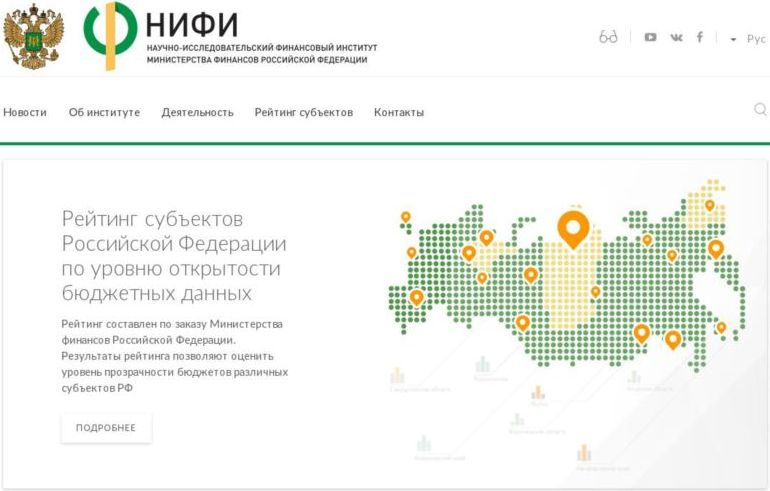 НИФИ
НАУЧНО-ИССЛЕДОВАТЕЛЬСКИЙ ФИНАНСОВЫЙ ИНСТИТУТ
МИНИСТЕРСТВА ФИНАНСОВ РОССИЙСКОЙ ФЕДЕРАЦИИ
Рус
Новости Об институте Деятельность Рейтинг субъектов Контакты
Рейтинг субъектов
Российской Федерации
по уровню открытости
бюджетных данных
Рейтинг составлен по заказу Министерства
финансов Российской Федерации.
Результаты рейтинга позволяют оценить
уровень прозрачности бюджетов различных
субъектов РФ
ПОДРОБНЕЕ